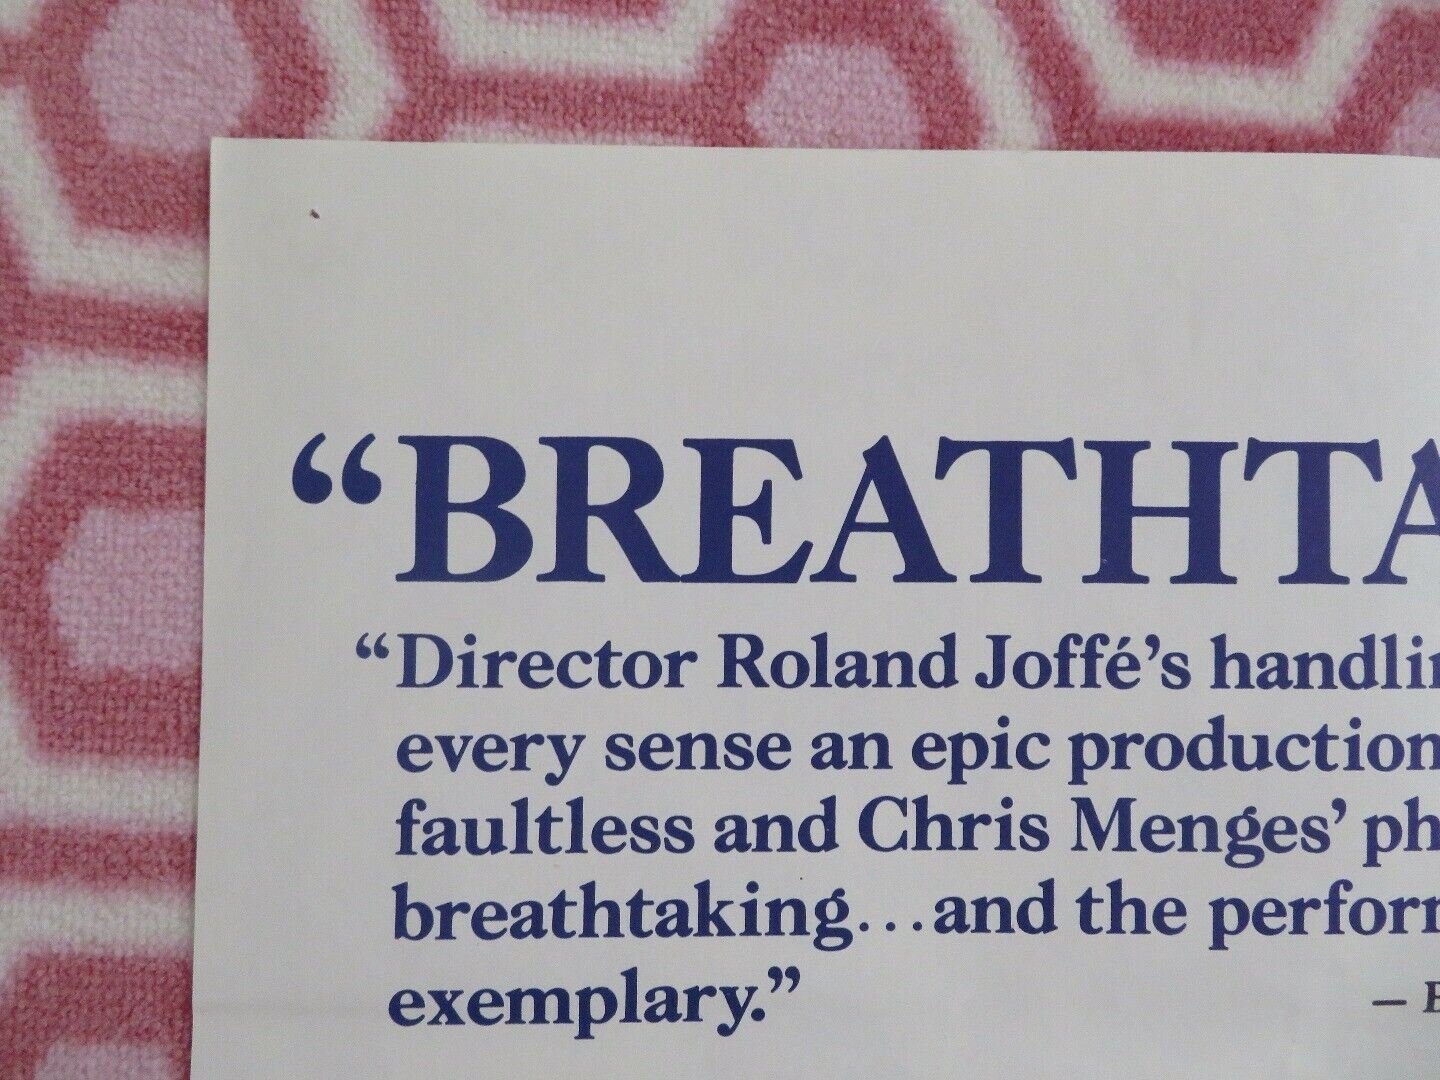 “BREATHTA
“Director Roland Joffé’s handli
every sense an epic production
faultless and Chris Menges’ ph
breathtaking...and the perfor
exemplary.”
—